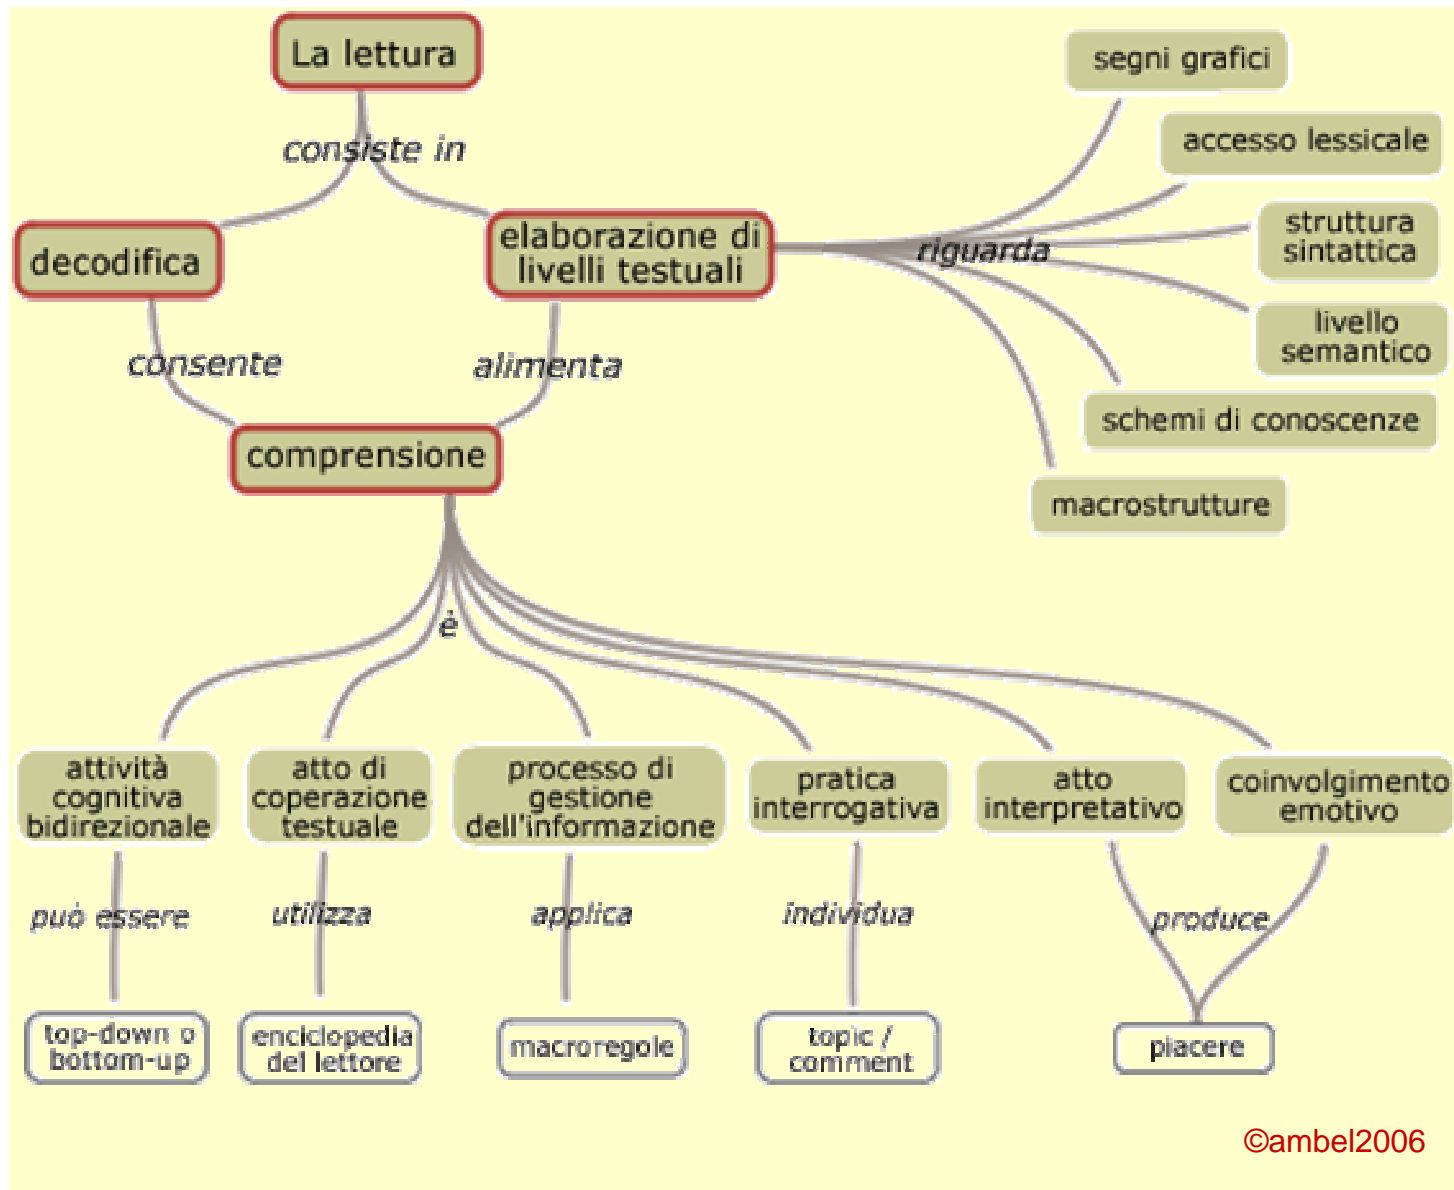 La lettura
consiste in
decodifica
elaborazione di
livelli testuali
riguarda
segni grafici
accesso lessicale
struttura
sintattica
livello
semantico
schemi di conoscenze
macrostrutture
consente
alimenta
comprensione
è
attività
cognitiva
bidirezionale
atto di
coperazione
testuale
processo di
gestione
dell'informazione
pratica
interrogativa
atto
interpretativo
coinvolgimento
emotivo
può essere
utilizza
applica
individua
produce
top-down o
bottom-up
enciclopedia
del lettore
macroregole
topic /
comment
piacere
©ambel2006